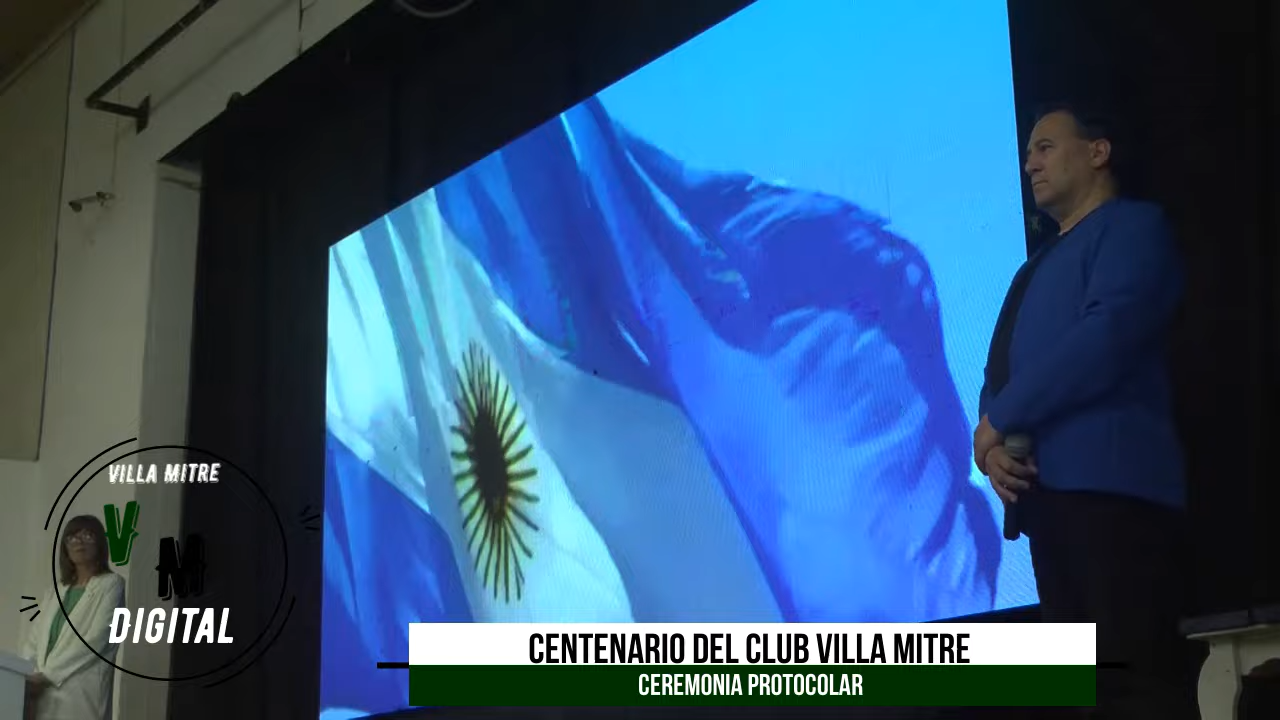 VILLA MITRE
V
M
DIGITAL
CENTENARIO DEL CLUB VILLA MITRE
CEREMONIA PROTOCOLAR